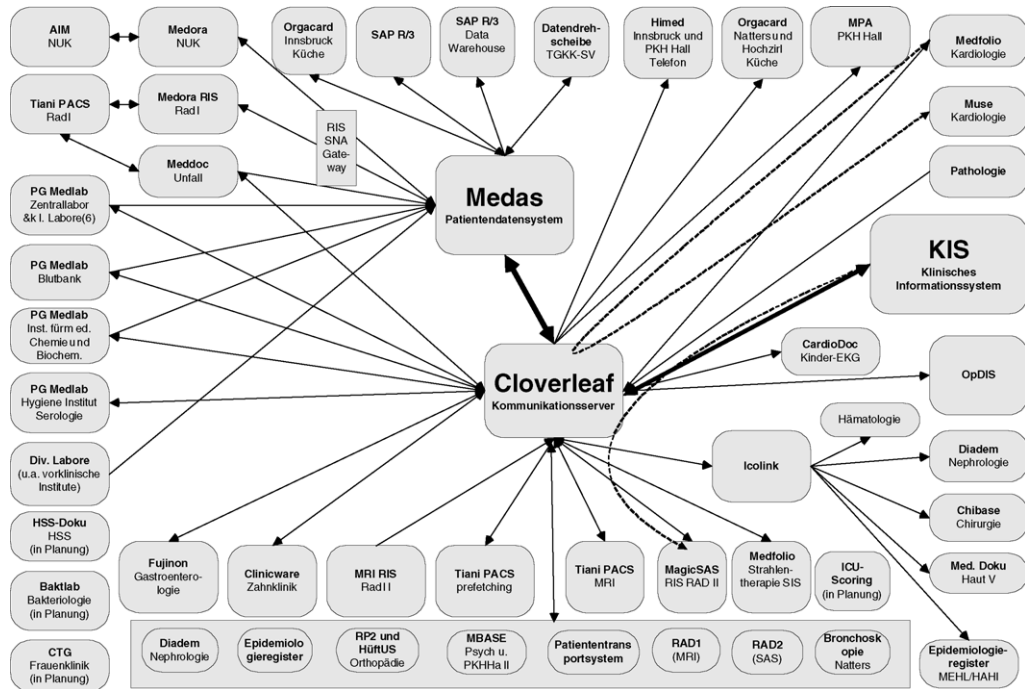 AIM
NUK
Medora
NUK
Orgacard
Innsbruck
Küche
SAP R/3
SAP R/3
Data
Warehouse
Datendreh-
scheibe
TGKK-SV
Himed
Innsbruck und
PKH Hall
Telefon
Orgacard
Natters und
Hochzirl
Küche
MPA
PKH Hall
Medfolio
Kardiologie
Tiani PACS
Rad I
Medora RIS
Rad I
RIS
SNA
Gate-
way
Muse
Kardiologie
Meddoc
Unfall
Medas
Patientendatensystem
Pathologie
PG Medlab
Zentrallabor
&k l. Labore(6)
KIS
Klinisches
Informationssystem
PG Medlab
Blutbank
PG Medlab
Inst. fürm ed.
Chemie und
Biochem.
CardioDoc
Kinder-EKG
OpDIS
Cloverleaf
Kommunikationsserver
PG Medlab
Hygiene Institut
Serologie
Hämatologie
Div. Labore
(u.a. vorklinische
Institute)
Icolink
Diadem
Nephrologie
HSS-Doku
HSS
(in Planung)
Chibase
Chirurgie
Fujinon
Gastroentero-
logie
Clinicware
Zahnklinik
MRI RIS
Rad I I
Tiani PACS
prefetching
Tiani PACS
MRI
MagicSAS
RIS RAD II
Medfolio
Strahlen-
therapie SIS
ICU-
Scoring
(in Planung)
Med. Doku
Haut V
Baktlab
Bakteriologie
(in Planung)
CTG
Frauenklinik
(in Planung)
Diadem
Nephrologie
Epidemiolo
gieregister
RP2 und
HüftUS
Orthopädie
MBASE
Psych u.
PKHHa II
Patiententrans
portsystem
RAD1
(MRI)
RAD2
(SAS)
Bronchosk
opie
Natters
Epidemiologie-
register
MEHL/HAHI